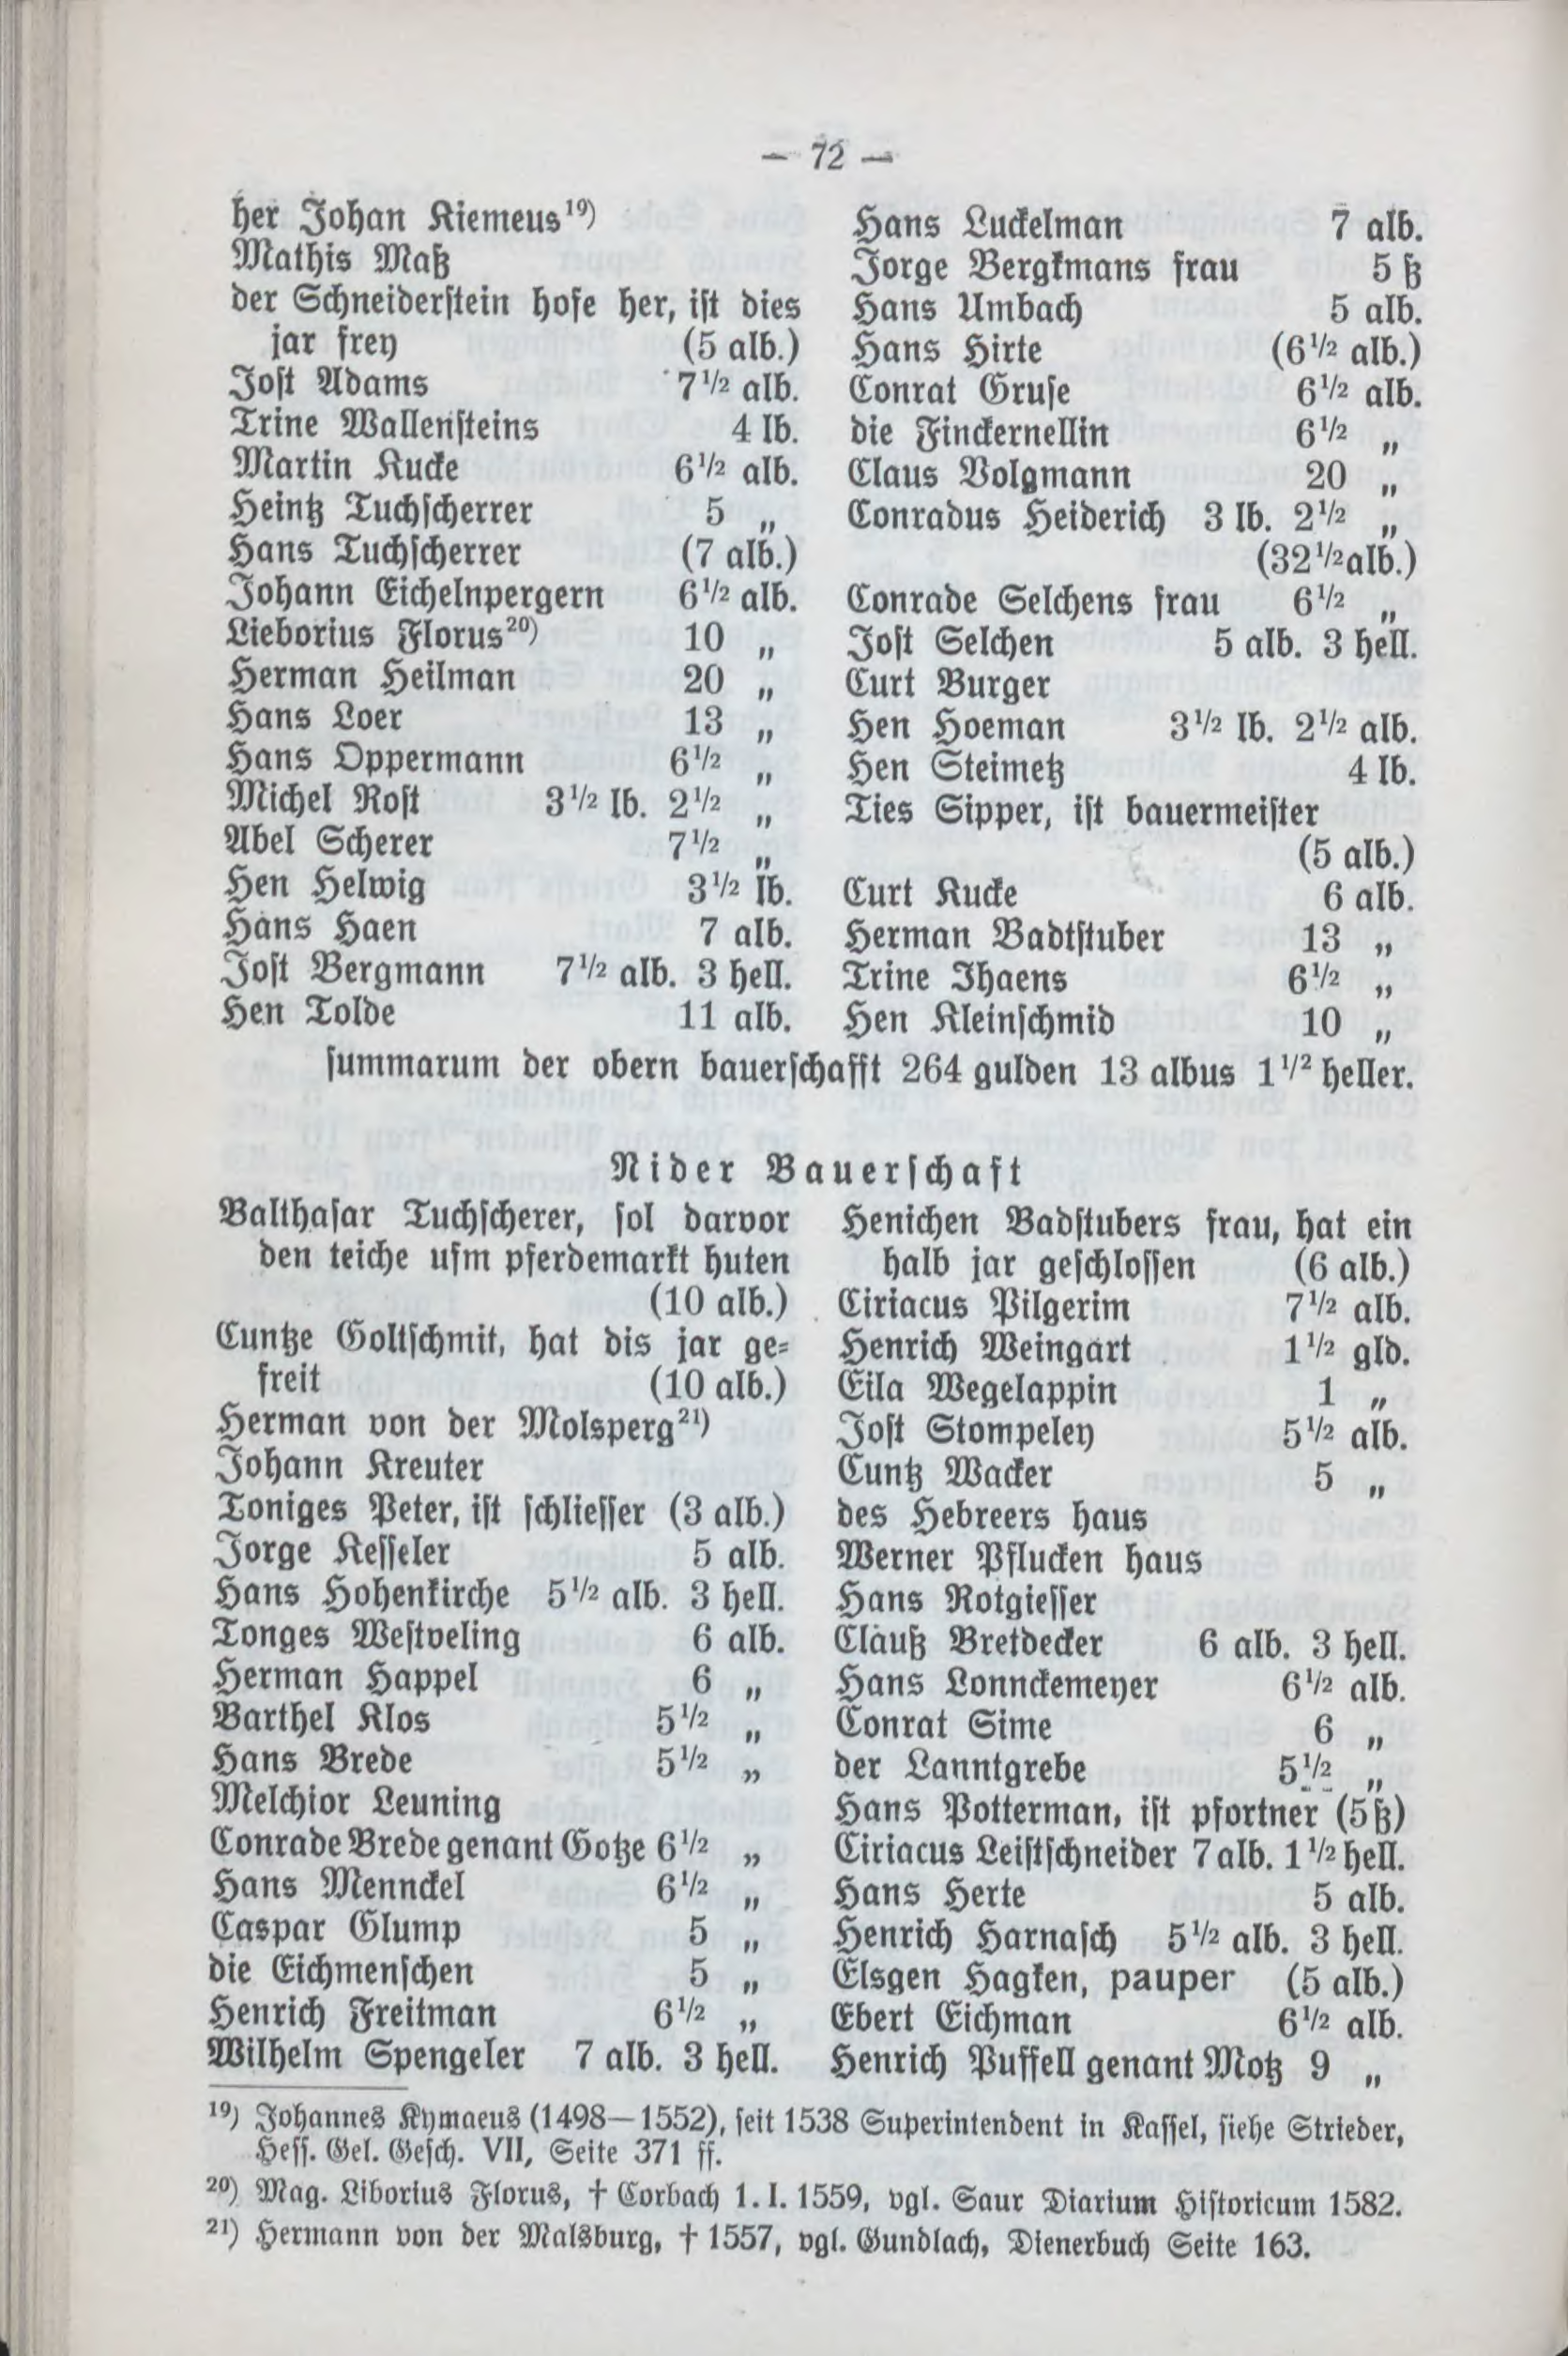 — 72 —
her Johan Kiemeus¹⁹)
Mathis Maß
der Schneiderstein hofe her, ist dies
jar frey (5 alb.)
Jost Adams 7½ alb.
Trine Wallensteins 4 lb.
Martin Kucke 6½ alb.
Heintz Tuchscherrer 5 „
Hans Tuchscherrer (7 alb.)
Johann Eichelnpergern 6½ alb.
Lieborius Florus²⁰) 10 „
Herman Heilman 20 „
Hans Loer 13 „
Hans Oppermann 6½ „
Michel Rost 3½ lb. 2½ „
Abel Scherer 7½ „
Hen Helwig 3½ lb.
Hans Haen 7 alb.
Jost Bergmann 7½ alb. 3 hell.
Hen Tolde 11 alb.
Hans Luckelman 7 alb.
Jorge Bergkmans frau 5 ß
Hans Umbach 5 alb.
Hans Hirte (6½ alb.)
Conrat Gruse 6½ alb.
die Finckernellin 6½ „
Claus Volgmann 20 „
Conradus Heiderich 3 lb. 2½ „
(32½alb.)
Conrade Selchens frau 6½ „
Jost Selchen 5 alb. 3 hell.
Curt Burger
Hen Hoeman 3½ lb. 2½ alb.
Hen Steimetz 4 lb.
Ties Sipper, ist bauermeister
(5 alb.)
Curt Kucke 6 alb.
Herman Badtstuber 13 „
Trine Ihaens 6½ „
Hen Kleinschmid 10 „
summarum der obern bauerschafft 264 gulden 13 albus 1½ heller.
Nider Bauerschaft
Balthasar Tuchscherer, sol darvor
den teiche ufm pferdemarkt huten
(10 alb.)
Cuntze Goltschmit, hat dis jar ge-
freit (10 alb.)
Herman von der Molsperg²¹)
Johann Kreuter
Toniges Peter, ist schliesser (3 alb.)
Jorge Kesseler 5 alb.
Hans Hohenkirche 5½ alb. 3 hell.
Tonges Westveling 6 alb.
Herman Happel 6 „
Barthel Klos 5½ „
Hans Brede 5½ „
Melchior Leuning
Conrade Brede genant Gotze 6½ „
Hans Mennckel 6½ „
Caspar Glump 5 „
die Eichmenschen 5 „
Henrich Freitman 6½ „
Wilhelm Spengeler 7 alb. 3 hell.
Henichen Badstubers frau, hat ein
halb jar geschlossen (6 alb.)
Ciriacus Pilgerim 7½ alb.
Henrich Weingart 1½ gld.
Eila Wegelappin 1 „
Jost Stompeley 5½ alb.
Cuntz Wacker 5 „
des Hebreers haus
Werner Pflucken haus
Hans Rotgiesser
Clauß Bretdecker 6 alb. 3 hell.
Hans Lonnckemeyer 6½ alb.
Conrat Sime 6 „
der Lanntgrebe 5½ „
Hans Potterman, ist pfortner (5ß)
Ciriacus Leistschneider 7 alb. 1½ hell.
Hans Herte 5 alb.
Henrich Harnasch 5½ alb. 3 hell.
Elsgen Hagken, pauper (5 alb.)
Ebert Eichman 6½ alb.
Henrich Puffell genant Motz 9 „
¹⁹) Johannes Kymaeus (1498—1552), seit 1538 Superintendent in Kassel, siehe Strieder,
Hess. Gel. Gesch. VII, Seite 371 ff.
²⁰) Mag. Liborius Florus, † Corbach 1. I. 1559, vgl. Saur Diarium Historicum 1582.
²¹) Hermann von der Malsburg, † 1557, vgl. Gundlach, Dienerbuch Seite 163.